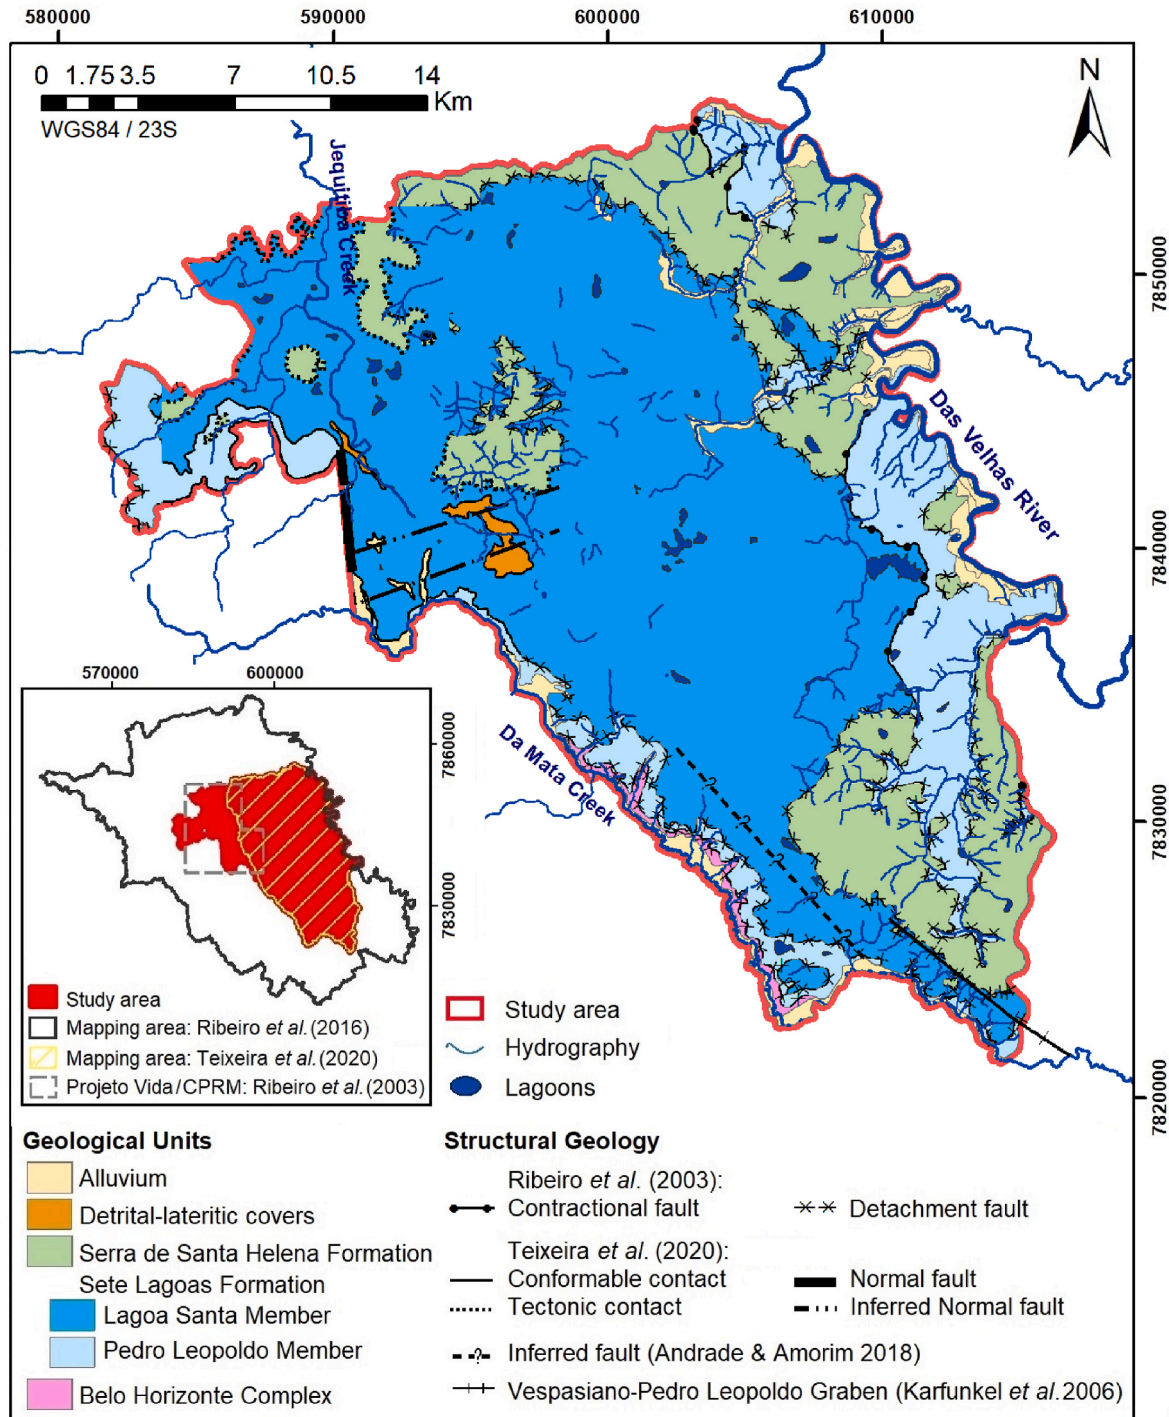 580000 590000 600000 610000
0 1.75 3.5 7 10.5 14
Km
WGS84 / 23S
N
Jequitiba Creek
7850000
Das Velhas River
7840000
570000 600000
7860000
Da Mata Creek
7830000
7830000
?
?
?
?
Study area
Mapping area: Ribeiro et al. (2016)
Mapping area: Teixeira et al. (2020)
Projeto Vida/CPRM: Ribeiro et al. (2003)
Study area
Hydrography
Lagoons
7820000
Geological Units
Alluvium
Detrital-lateritic covers
Serra de Santa Helena Formation
Sete Lagoas Formation
Lagoa Santa Member
Pedro Leopoldo Member
Belo Horizonte Complex
Structural Geology
Ribeiro et al. (2003):
Contractional fault
Detachment fault
Teixeira et al. (2020):
Conformable contact
Normal fault
Tectonic contact
Inferred Normal fault
? Inferred fault (Andrade & Amorim 2018)
Vespasiano-Pedro Leopoldo Graben (Karfunkel et al. 2006)